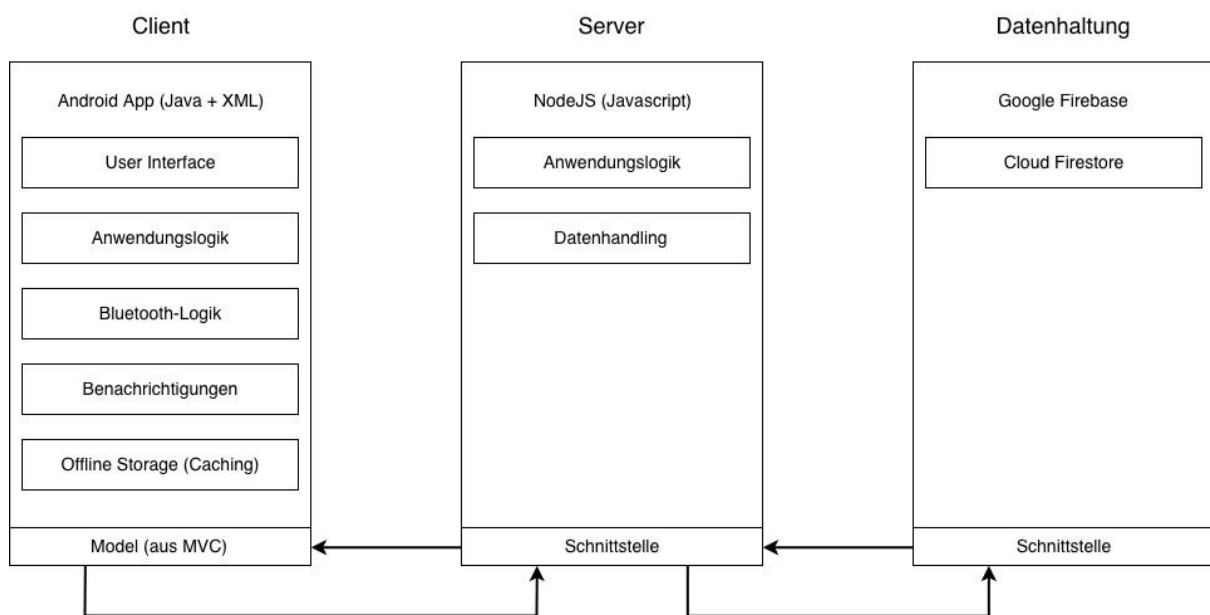 Client
Server
Datenhaltung
Android App (Java + XML)
User Interface
Anwendungslogik
Bluetooth-Logik
Benachrichtigungen
Offline Storage (Caching)
Model (aus MVC)
NodeJS (Javascript)
Anwendungslogik
Datenhandling
Schnittstelle
Google Firebase
Cloud Firestore
Schnittstelle